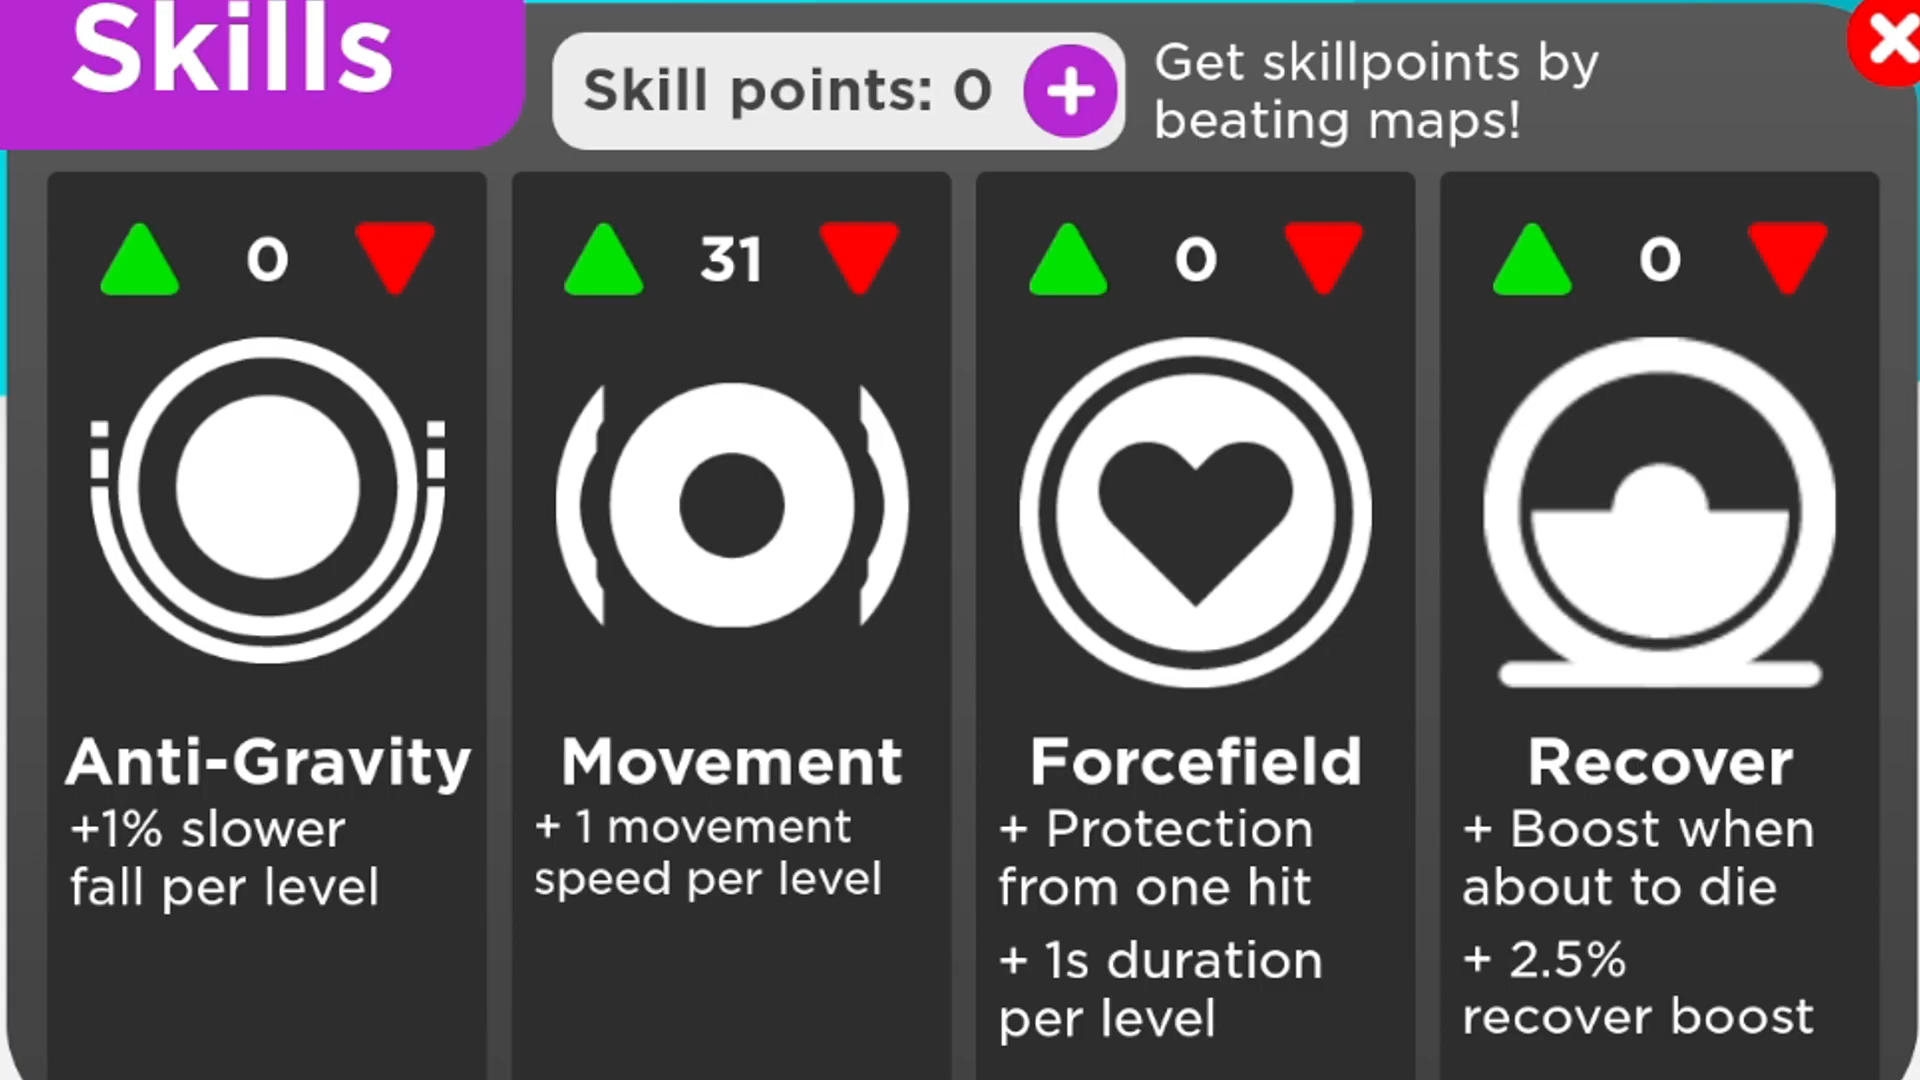 Skills
Skill points: 0
Get skillpoints by
beating maps!
0
31
0
0
Anti-Gravity
+1% slower
fall per level
Movement
+ 1 movement
speed per level
Forcefield
+ Protection
from one hit
+ 1s duration
per level
Recover
+ Boost when
about to die
+ 2.5%
recover boost